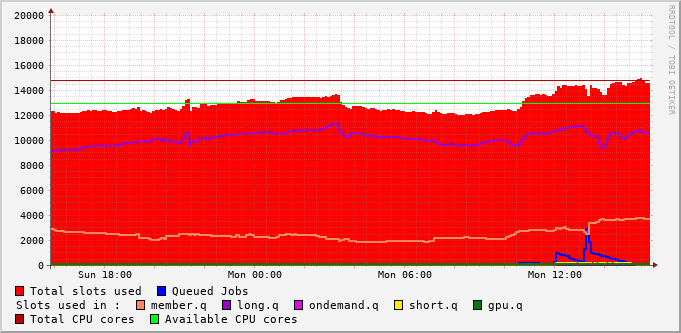 20000
18000
16000
14000
12000
10000
8000
6000
4000
2000
0
Sun 18:00 Mon 00:00 Mon 06:00 Mon 12:00
RRDTOOL / TOBI OETIKER
Total slots used Queued Jobs
Slots used in : member.q long.q ondemand.q short.q gpu.q
Total CPU cores Available CPU cores